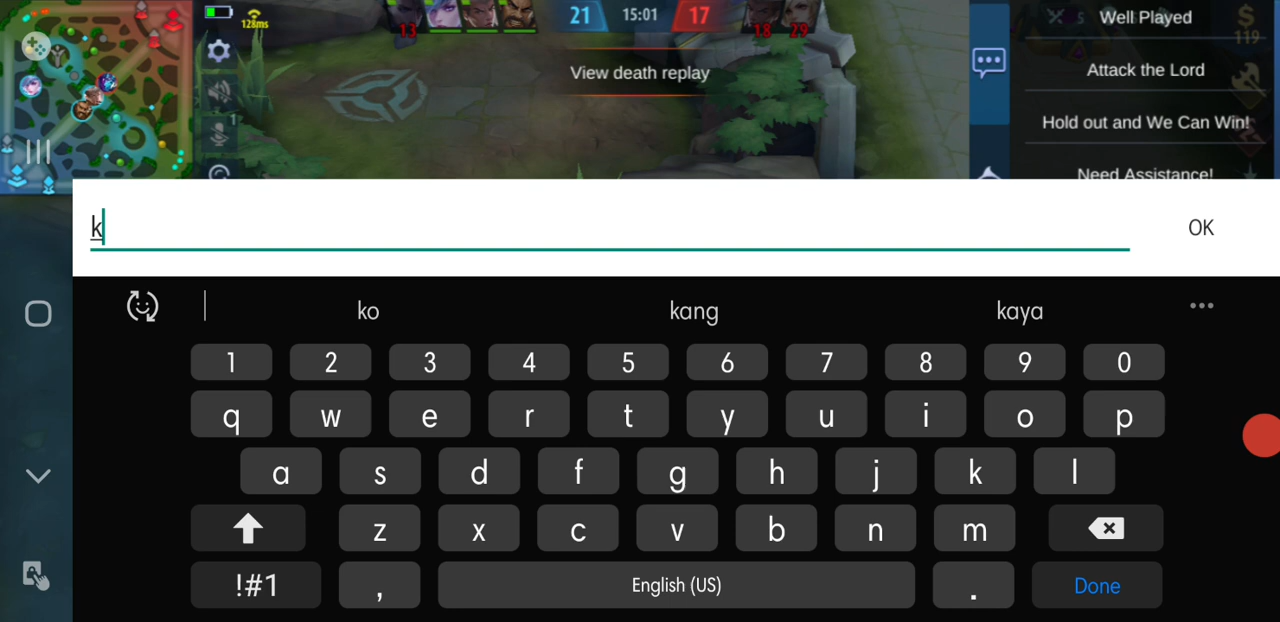 128ms
13
21
15:01
17
18
29
View death replay
1
Well Played
Attack the Lord
Hold out and We Can Win!
Need Assistance!
119
k
OK
ko kang kaya
1 2 3 4 5 6 7 8 9 0
q w e r t y u i o p
a s d f g h j k l
z x c v b n m
!#1 , English (US) . Done